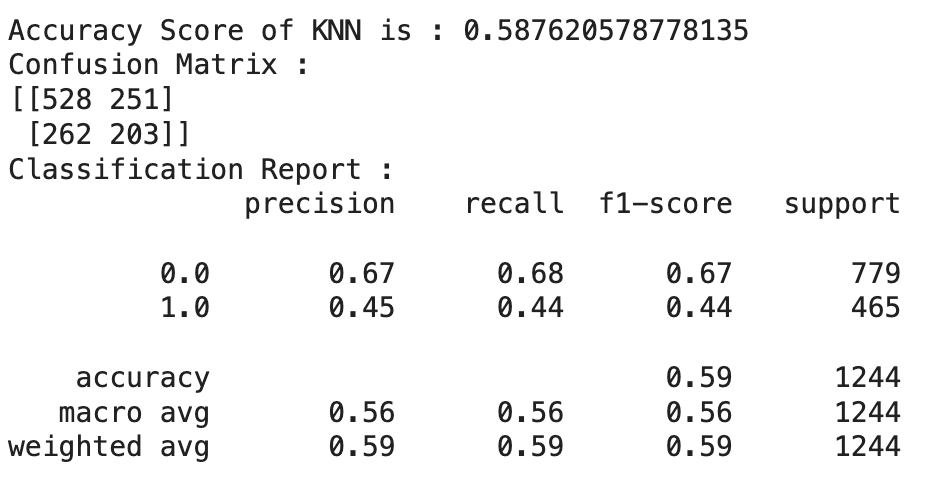 Accuracy Score of KNN is : 0.587620578778135
Confusion Matrix :
[[528 251]
 [262 203]]
Classification Report :
              precision    recall  f1-score   support

         0.0       0.67      0.68      0.67       779
         1.0       0.45      0.44      0.44       465

    accuracy                           0.59      1244
   macro avg       0.56      0.56      0.56      1244
weighted avg       0.59      0.59      0.59      1244